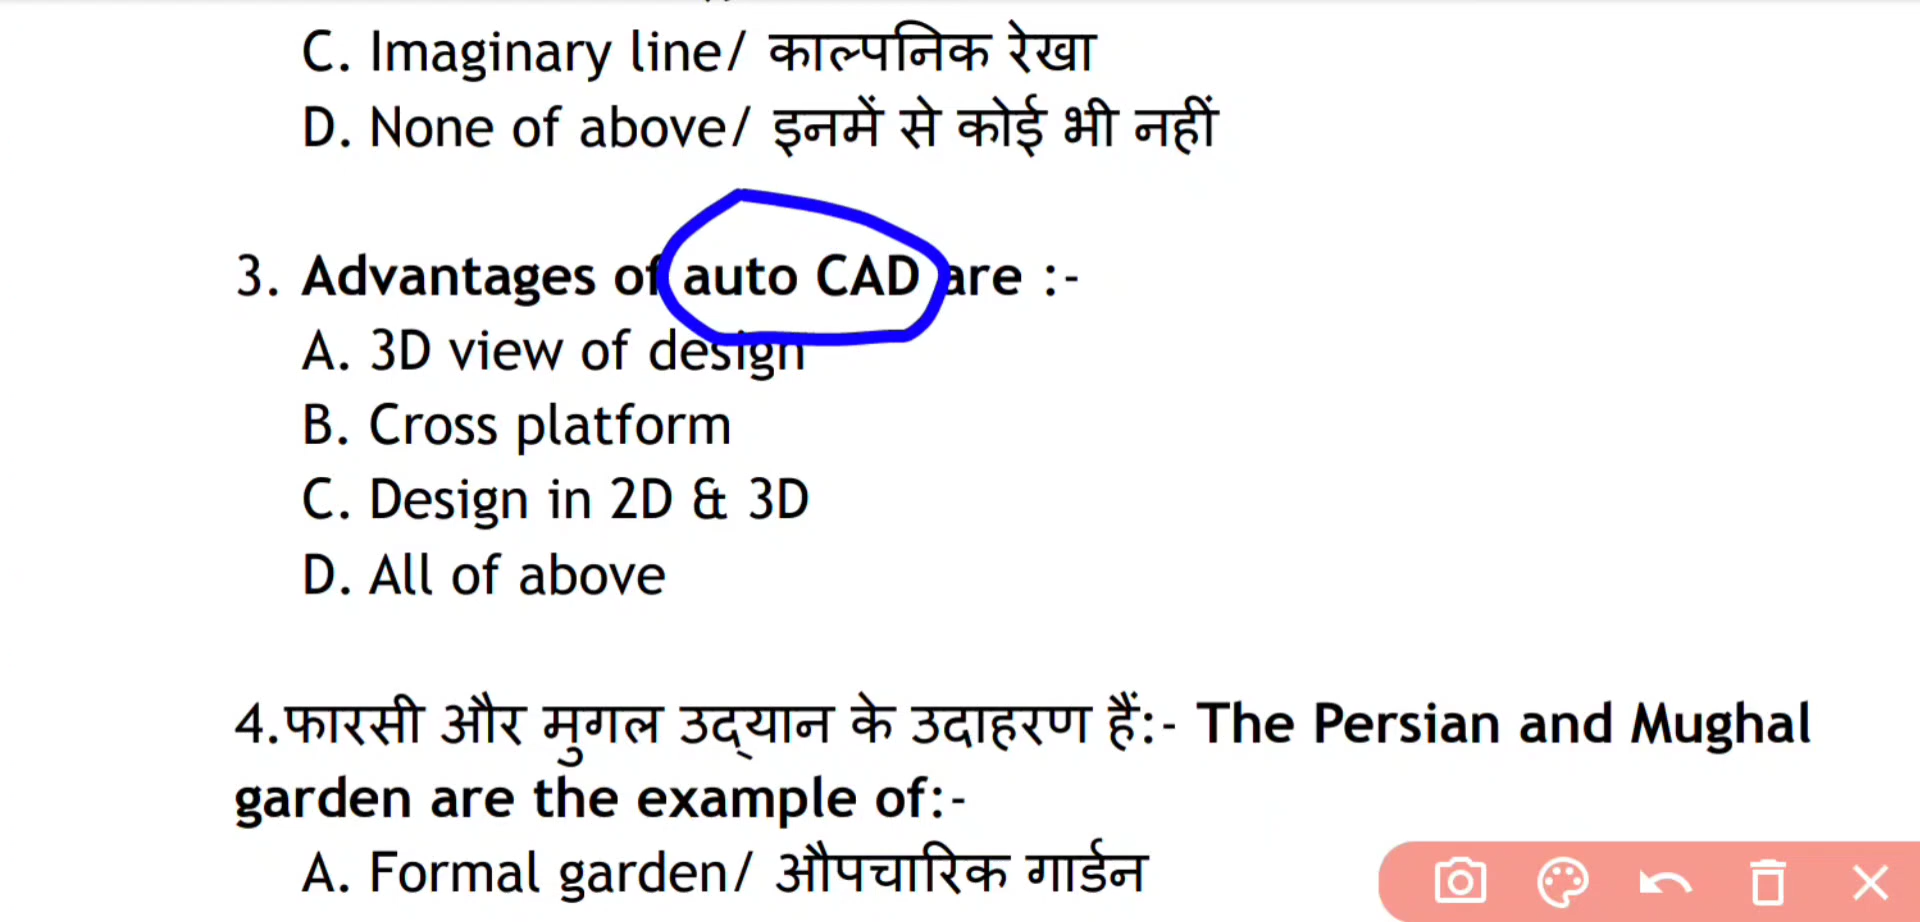 C. Imaginary line/ काल्पनिक रेखा
D. None of above/ इनमें से कोई भी नहीं
3. Advantages of auto CAD are :-
A. 3D view of design
B. Cross platform
C. Design in 2D & 3D
D. All of above
4.फारसी और मुगल उद्यान के उदाहरण हैं:- The Persian and Mughal
garden are the example of:-
A. Formal garden/ औपचारिक गार्डन